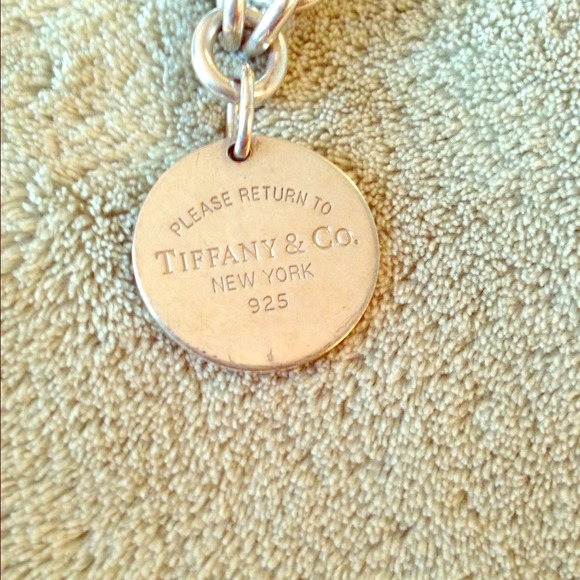 PLEASE RETURN TO
TIFFANY & CO.
NEW YORK
925